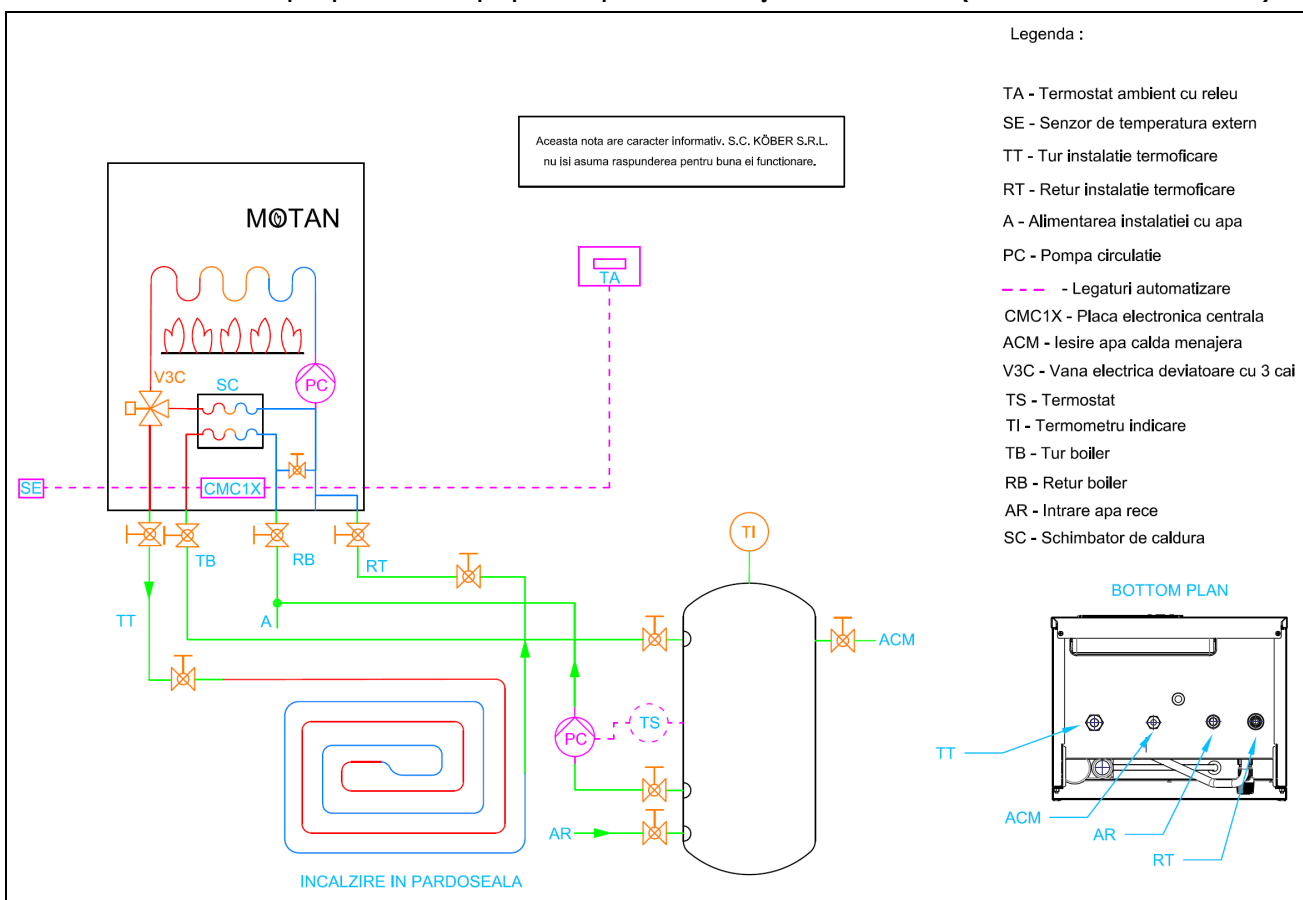 Legenda :
TA - Termostat ambient cu releu
SE - Senzor de temperatura extern
TT - Tur instalatie termoficare
RT - Retur instalatie termoficare
A - Alimentarea instalatiei cu apa
PC - Pompa circulatie
- Legaturi automatizare
CMC1X - Placa electronica centrala
ACM - Iesire apa calda menajera
V3C - Vana electrica deviatoare cu 3 cai
TS - Termostat
TI - Termometru indicare
TB - Tur boiler
RB - Retur boiler
AR - Intrare apa rece
SC - Schimbator de caldura
Aceasta nota are caracter informativ. S.C. KÖBER S.R.L.
nu isi asuma raspunderea pentru buna ei functionare.
MOTAN
TA
V3C
SC
PC
SE
CMC1X
TB
RB
RT
TI
TT
A
ACM
PC
TS
AR
INCALZIRE IN PARDOSEALA
BOTTOM PLAN
TT
ACM
AR
RT